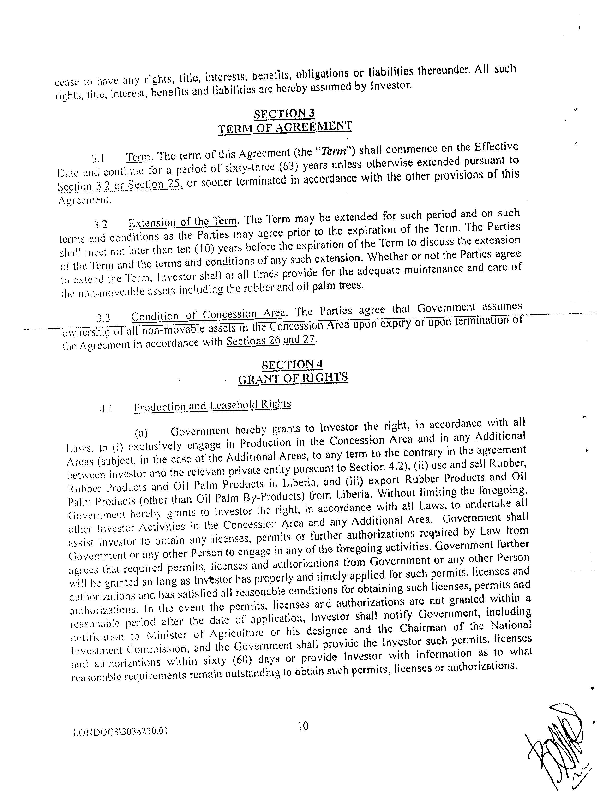 cease to have any rights, title, interests, benefits, obligations or liabilities thereunder. All such
rights, title, interest, benefits and liabilities are hereby assumed by Investor.
SECTION 3
TERM OF AGREEMENT
3.1 Term. The term of this Agreement (the "Term") shall commence on the Effective
Date and continue for a period of sixty-three (63) years unless otherwise extended pursuant to
Section 3.2 or Section 25, or sooner terminated in accordance with the other provisions of this
Agreement.
3.2 Extension of the Term. The Term may be extended for such period and on such
terms and conditions as the Parties may agree prior to the expiration of the Term. The Parties
shall meet not later than ten (10) years before the expiration of the Term to discuss the extension
of the Term and the terms and conditions of any such extension. Whether or not the Parties agree
to extend the Term, Investor shall at all times provide for the adequate maintenance and care of
the non-moveable assets including the rubber and oil palm trees.
3.3 Condition of Concession Area. The Parties agree that Government assumes
ownership of all non-movable assets in the Concession Area upon expiry or upon termination of
the Agreement in accordance with Sections 26 and 27.
SECTION 4
GRANT OF RIGHTS
4.1 Production and Leasehold Rights
(a) Government hereby grants to Investor the right, in accordance with all
Laws, to (i) exclusively engage in Production in the Concession Area and in any Additional
Areas (subject, in the case of the Additional Areas, to any term to the contrary in the agreement
between Investor and the relevant private entity pursuant to Section 4.2), (ii) use and sell Rubber,
Rubber Products and Oil Palm Products in Liberia, and (iii) export Rubber Products and Oil
Palm Products (other than Oil Palm By-Products) from Liberia. Without limiting the foregoing,
Government hereby grants to Investor the right, in accordance with all Laws, to undertake all
other Investor Activities in the Concession Area and any Additional Area. Government shall
assist Investor to obtain any licenses, permits or further authorizations required by Law from
Government or any other Person to engage in any of the foregoing activities. Government further
agrees that required permits, licenses and authorizations from Government or any other Person
will be granted so long as Investor has properly and timely applied for such permits, licenses and
authorizations and has satisfied all reasonable conditions for obtaining such licenses, permits and
authorizations. In the event the permits, licenses and authorizations are not granted within a
reasonable period after the date of application, Investor shall notify Government, including
notification to Minister of Agriculture or his designee and the Chairman of the National
Investment Commission, and the Government shall provide the Investor such permits, licenses
and authorizations within sixty (60) days or provide Investor with information as to what
reasonable requirements remain outstanding to obtain such permits, licenses or authorizations.
10